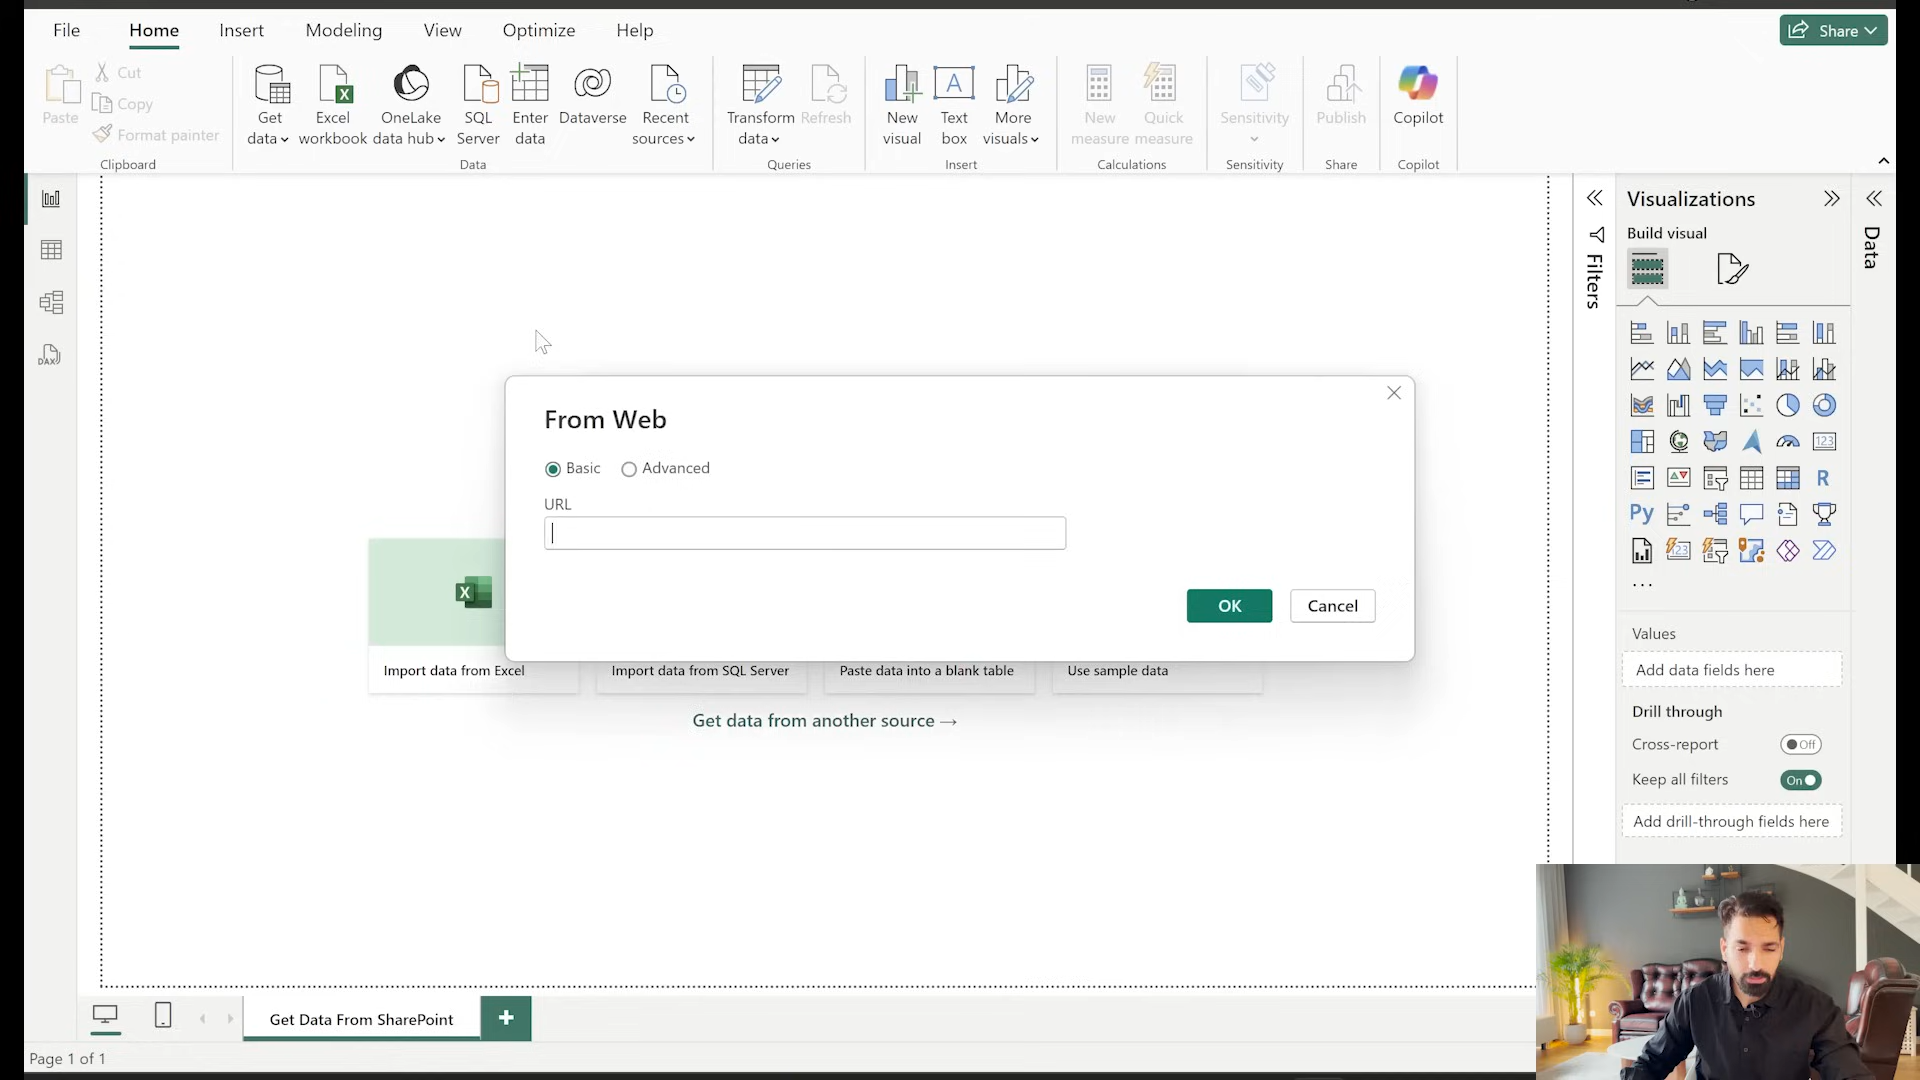 File
Home
Insert
Modeling
View
Optimize
Help
Share
Paste
Cut
Copy
Format painter
Clipboard
Get data
Excel workbook
OneLake data hub
SQL Server
Enter data
Dataverse
Recent sources
Data
Transform data
Refresh
Queries
New visual
Text box
More visuals
Insert
New measure
Quick measure
Calculations
Sensitivity
Sensitivity
Publish
Share
Copilot
Copilot
DAX
From Web
Basic
Advanced
URL
OK
Cancel
Import data from Excel
Import data from SQL Server
Paste data into a blank table
Use sample data
Get data from another source →
Filters
Visualizations
Build visual
123
R
Py
123
...
Values
Add data fields here
Drill through
Cross-report
Off
Keep all filters
On
Add drill-through fields here
Data
Get Data From SharePoint
Page 1 of 1